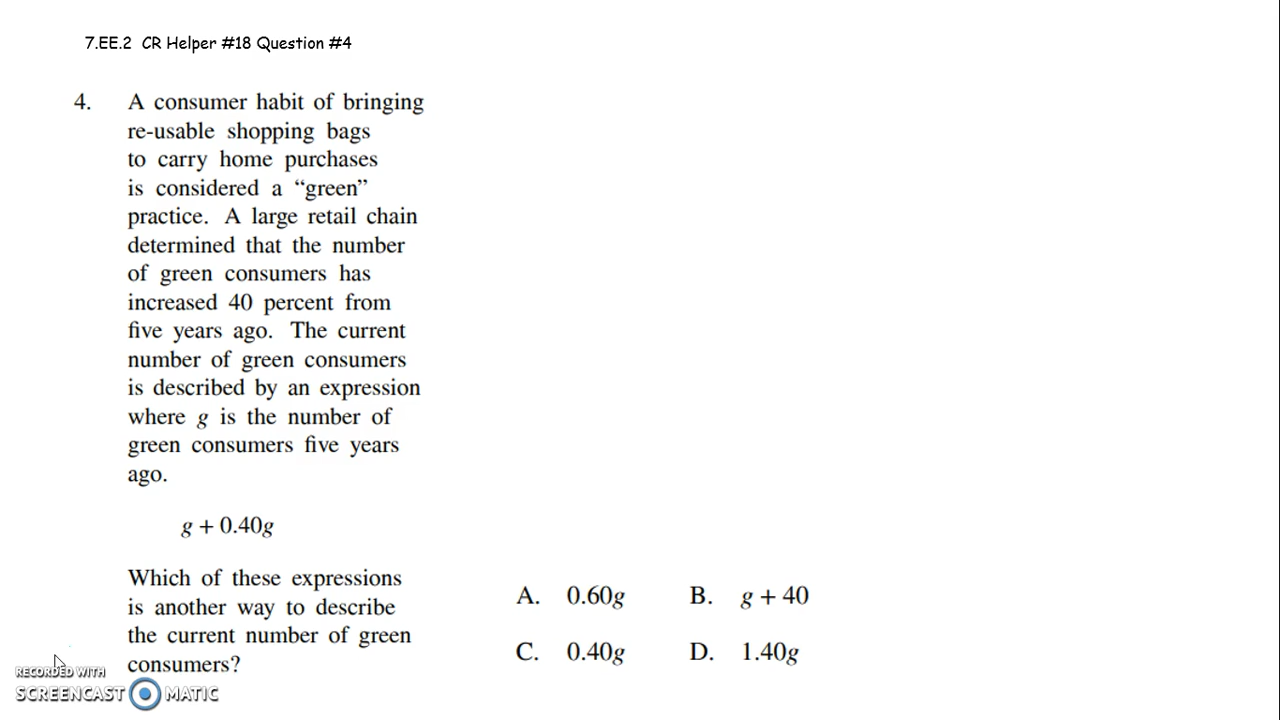 7.EE.2 CR Helper #18 Question #4
4. A consumer habit of bringing
re-usable shopping bags
to carry home purchases
is considered a “green”
practice. A large retail chain
determined that the number
of green consumers has
increased 40 percent from
five years ago. The current
number of green consumers
is described by an expression
where g is the number of
green consumers five years
ago.
g + 0.40g
Which of these expressions
is another way to describe
the current number of green
consumers?
A. 0.60g B. g + 40
C. 0.40g D. 1.40g
RECORDED WITH
SCREENCAST MATIC